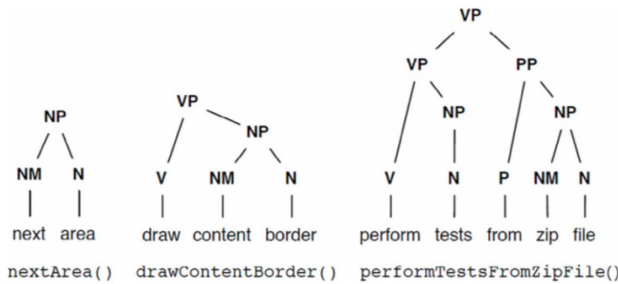 VP
VP PP
VP
NP NP NP NP
NM N V NM N V N P NM N
next area draw content border perform tests from zip file
nextArea() drawContentBorder() performTestsFromZipFile()